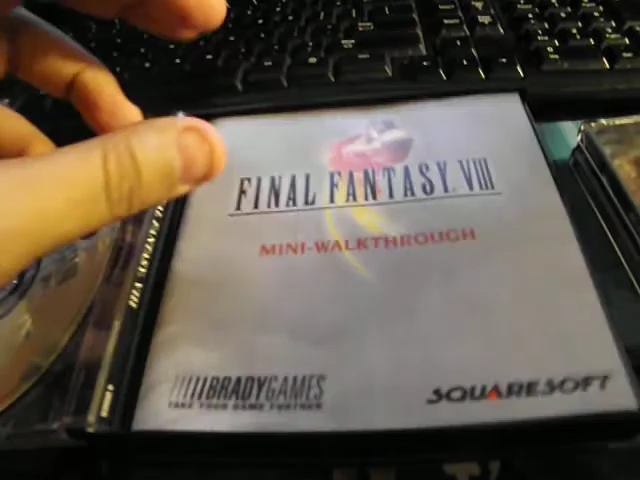 FINAL FANTASY VIII
MINI-WALKTHROUGH
BRADYGAMES
TAKE YOUR GAME FURTHER
SQUARESOFT